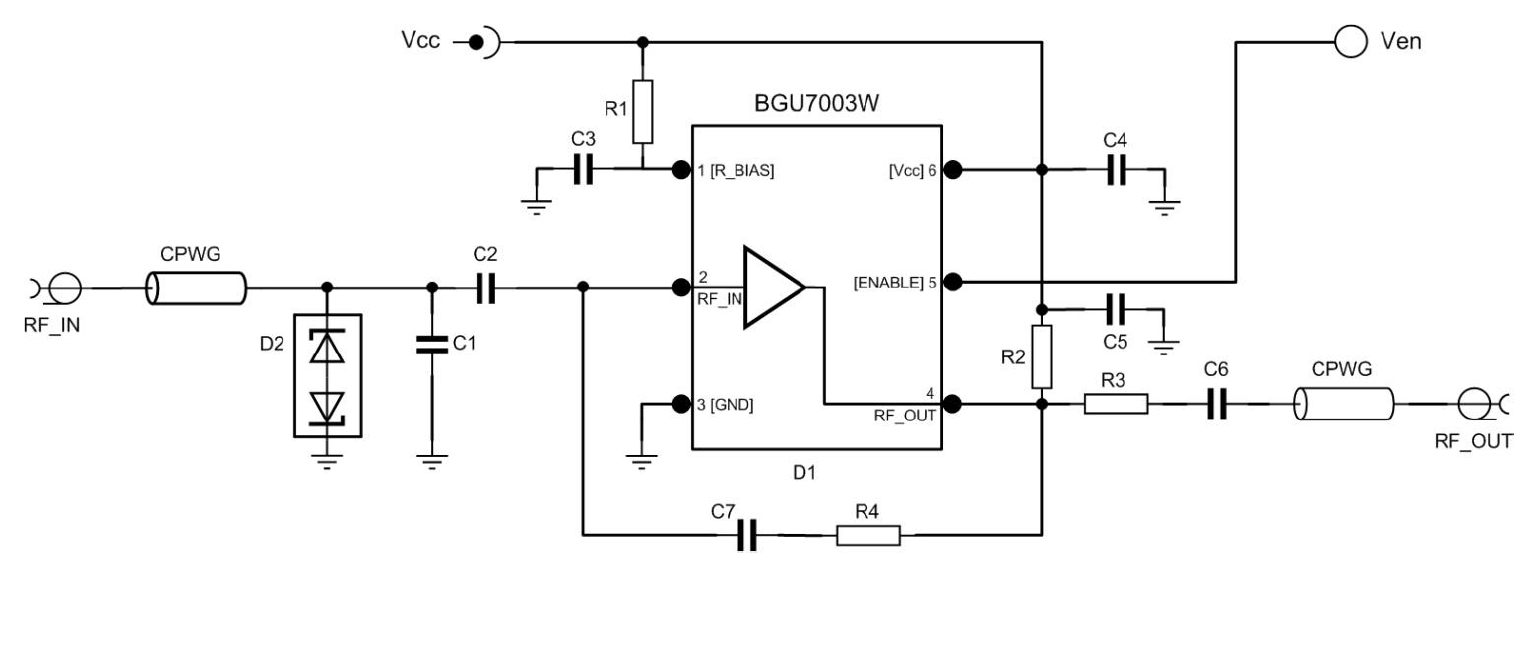 Vcc
Ven
BGU7003W
R1
C3
C4
1 [R_BIAS]
[Vcc] 6
CPWG
C2
2
RF_IN
[ENABLE] 5
RF_IN
D2
C1
C5
R2
C6
CPWG
R3
3 [GND]
4
RF_OUT
RF_OUT
D1
C7
R4